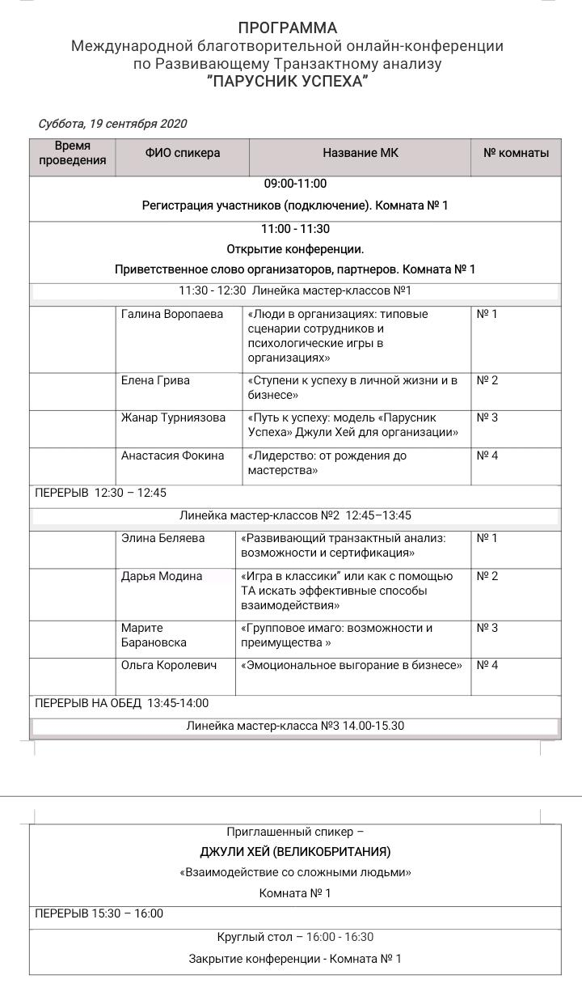 ПРОГРАММА
Международной благотворительной онлайн-конференции
по Развивающему Транзактному анализу
”ПАРУСНИК УСПЕХА”
Суббота, 19 сентября 2020
Время
проведения
ФИО спикера
Название МК
№ комнаты
09:00-11:00
Регистрация участников (подключение). Комната № 1
11:00 - 11:30
Открытие конференции.
Приветственное слово организаторов, партнеров. Комната № 1
11:30 - 12:30 Линейка мастер-классов №1
Галина Воропаева
«Люди в организациях: типовые
сценарии сотрудников и
психологические игры в
организациях»
№ 1
Елена Грива
«Ступени к успеху в личной жизни и в
бизнесе»
№ 2
Жанар Турниязова
«Путь к успеху: модель «Парусник
Успеха» Джули Хей для организации»
№ 3
Анастасия Фокина
«Лидерство: от рождения до
мастерства»
№ 4
ПЕРЕРЫВ 12:30 – 12:45
Линейка мастер-классов №2 12:45–13:45
Элина Беляева
«Развивающий транзактный анализ:
возможности и сертификация»
№ 1
Дарья Модина
«Игра в классики” или как с помощью
ТА искать эффективные способы
взаимодействия»
№ 2
Марите
Барановска
«Групповое имаго: возможности и
преимущества »
№ 3
Ольга Королевич
«Эмоциональное выгорание в бизнесе»
№ 4
ПЕРЕРЫВ НА ОБЕД 13:45-14:00
Линейка мастер-класса №3 14.00-15.30
Приглашенный спикер –
ДЖУЛИ ХЕЙ (ВЕЛИКОБРИТАНИЯ)
«Взаимодействие со сложными людьми»
Комната № 1
ПЕРЕРЫВ 15:30 – 16:00
Круглый стол – 16:00 - 16:30
Закрытие конференции - Комната № 1